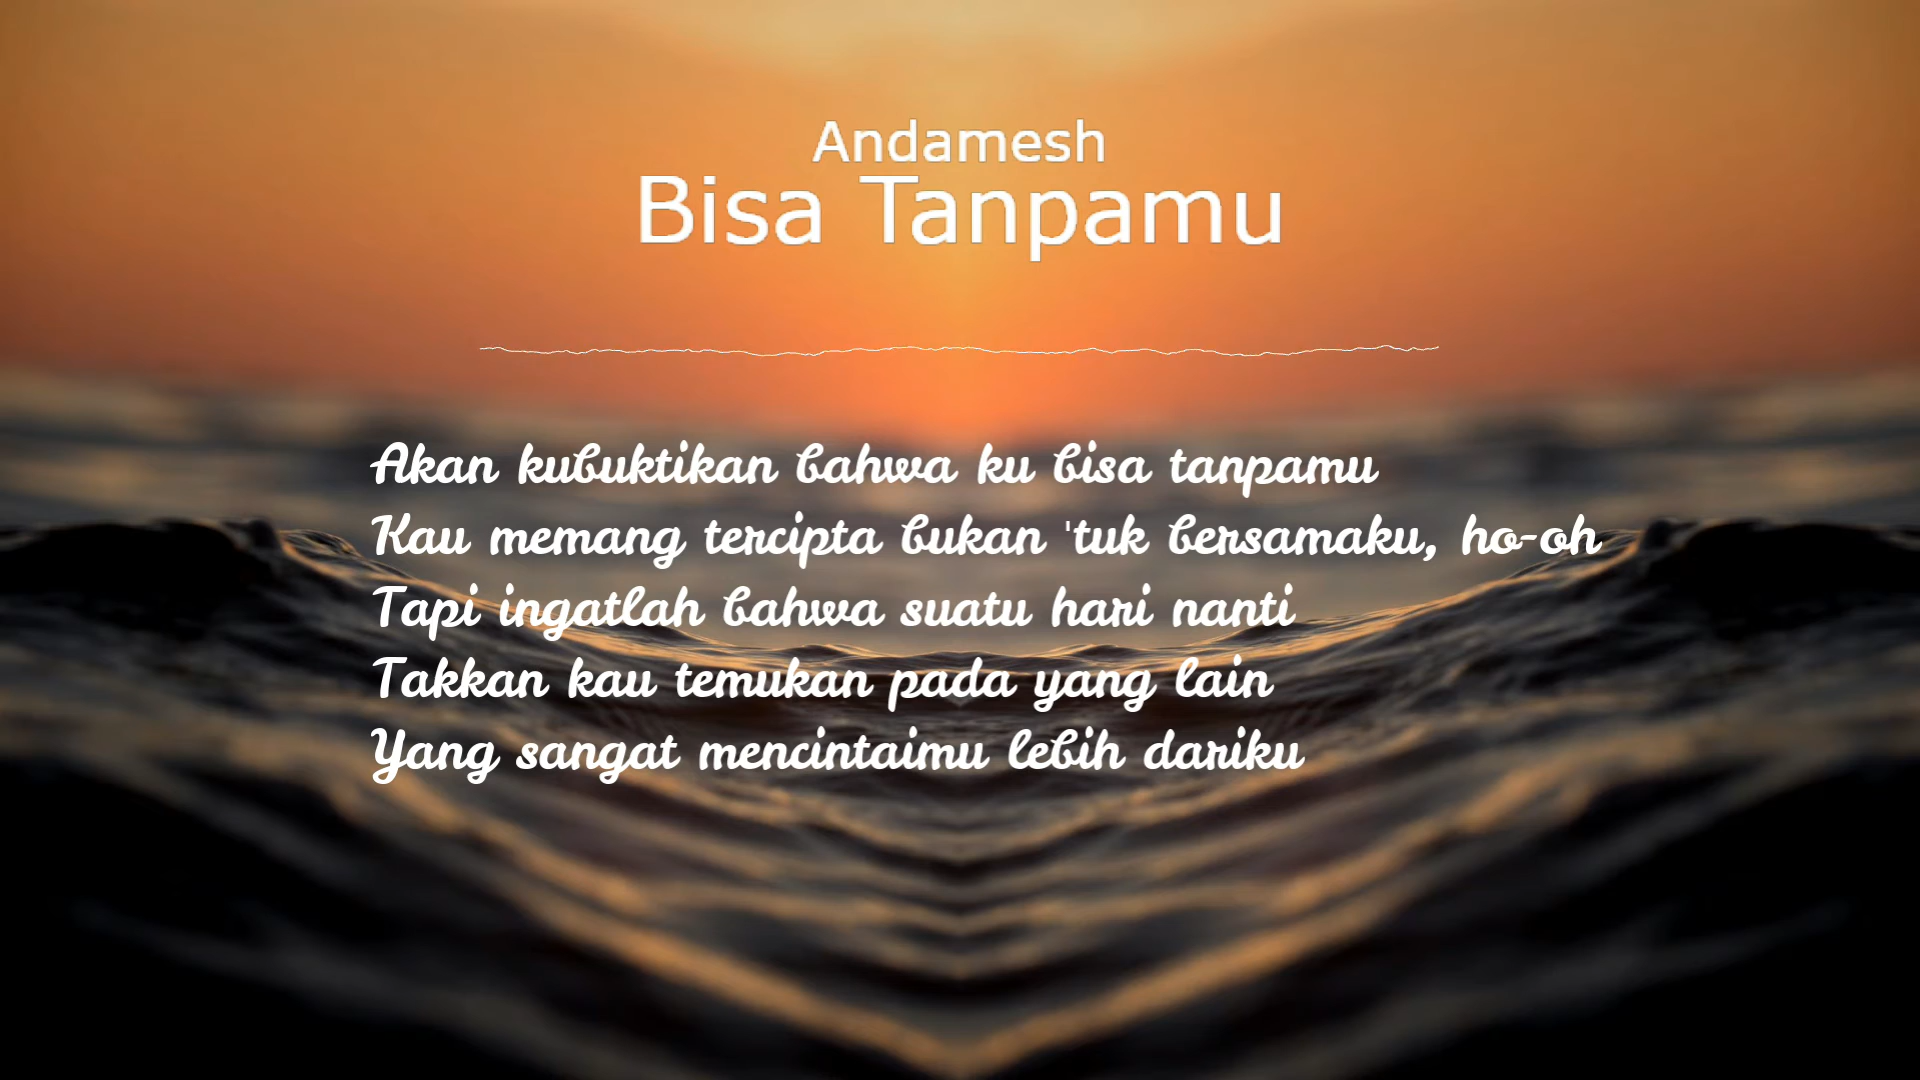 Andamesh
Bisa Tanpamu
Akan kubuktikan bahwa ku bisa tanpamu
Kau memang tercipta bukan 'tuk bersamaku, ho-oh
Tapi ingatlah bahwa suatu hari nanti
Takkan kau temukan pada yang lain
Yang sangat mencintaimu lebih dariku